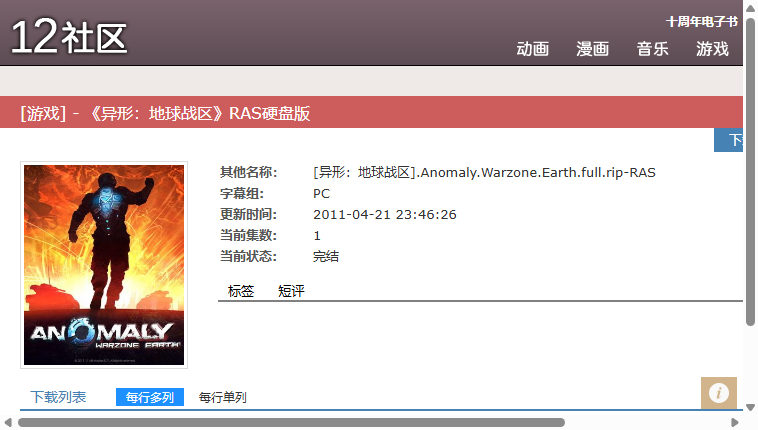 12社区
十周年电子书
动画 漫画 音乐 游戏
[游戏] - 《异形：地球战区》RAS硬盘版
其他名称： [异形：地球战区].Anomaly.Warzone.Earth.full.rip-RAS
字幕组： PC
更新时间： 2011-04-21 23:46:26
当前集数： 1
当前状态： 完结
标签 短评
ANOMALY
WARZONE EARTH
下载列表 每行多列 每行单列